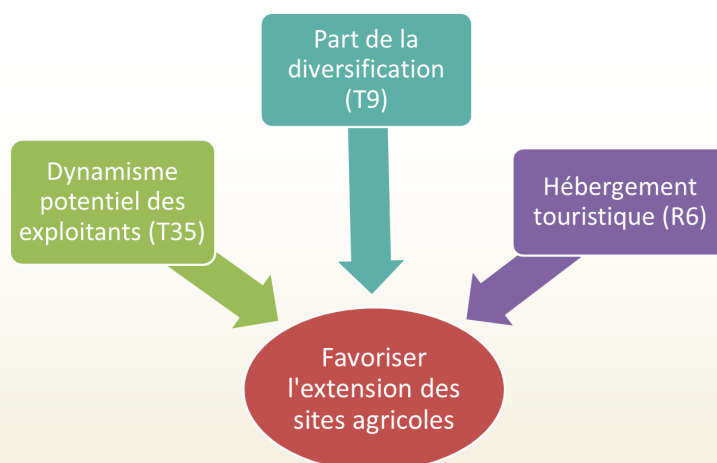 Part de la
diversification
(T9)
Dynamisme
potentiel des
exploitants (T35)
Hébergement
touristique (R6)
Favoriser
l'extension des
sites agricoles